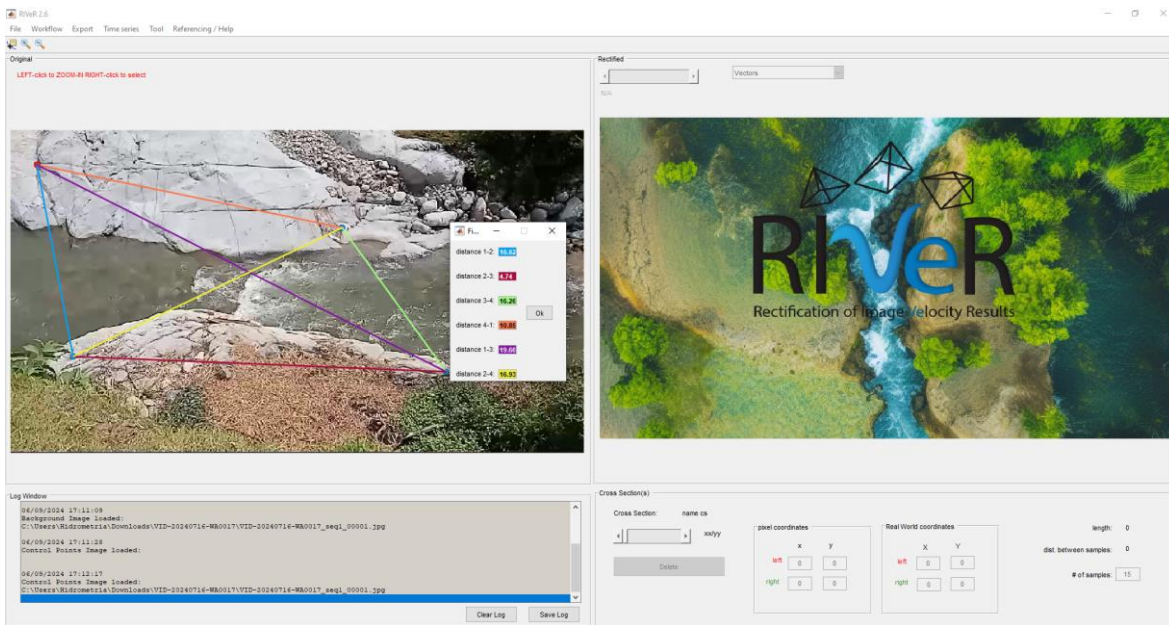 RIVeR 2.6
File Workflow Export Time series Tool Referencing / Help
Original
LEFT-click to ZOOM-IN RIGHT-click to select
Fi...
distance 1-2: 16.82
distance 2-3: 4.74
distance 3-4: 16.26
distance 4-1: 10.85
distance 1-3: 19.66
distance 2-4: 16.93
Ok
Rectified
Vectors
N/A
RIVeR
Rectification of Image Velocity Results
Log Window
06/09/2024 17:11:09
Background Image loaded:
C:\Users\Hidrometria\Downloads\VID-20240716-WA0017\VID-20240716-WA0017_seq1_00001.jpg
06/09/2024 17:11:28
Control Points Image loaded:
06/09/2024 17:12:17
Control Points Image loaded:
C:\Users\Hidrometria\Downloads\VID-20240716-WA0017\VID-20240716-WA0017_seq1_00001.jpg
Clear Log Save Log
Cross Section(s)
Cross Section: name cs
xx/yy
Delete
pixel coordinates
x y
left 0 0
right 0 0
Real World coordinates
X Y
left 0 0
right 0 0
length: 0
dist. between samples: 0
# of samples: 15